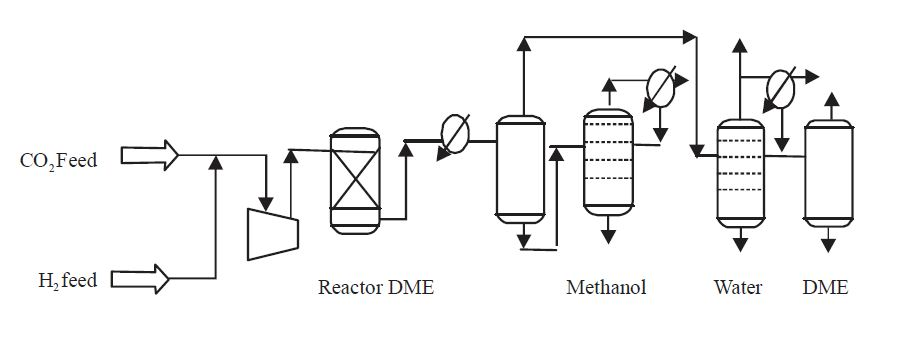 CO₂Feed
H₂feed
Reactor DME
Methanol
Water
DME